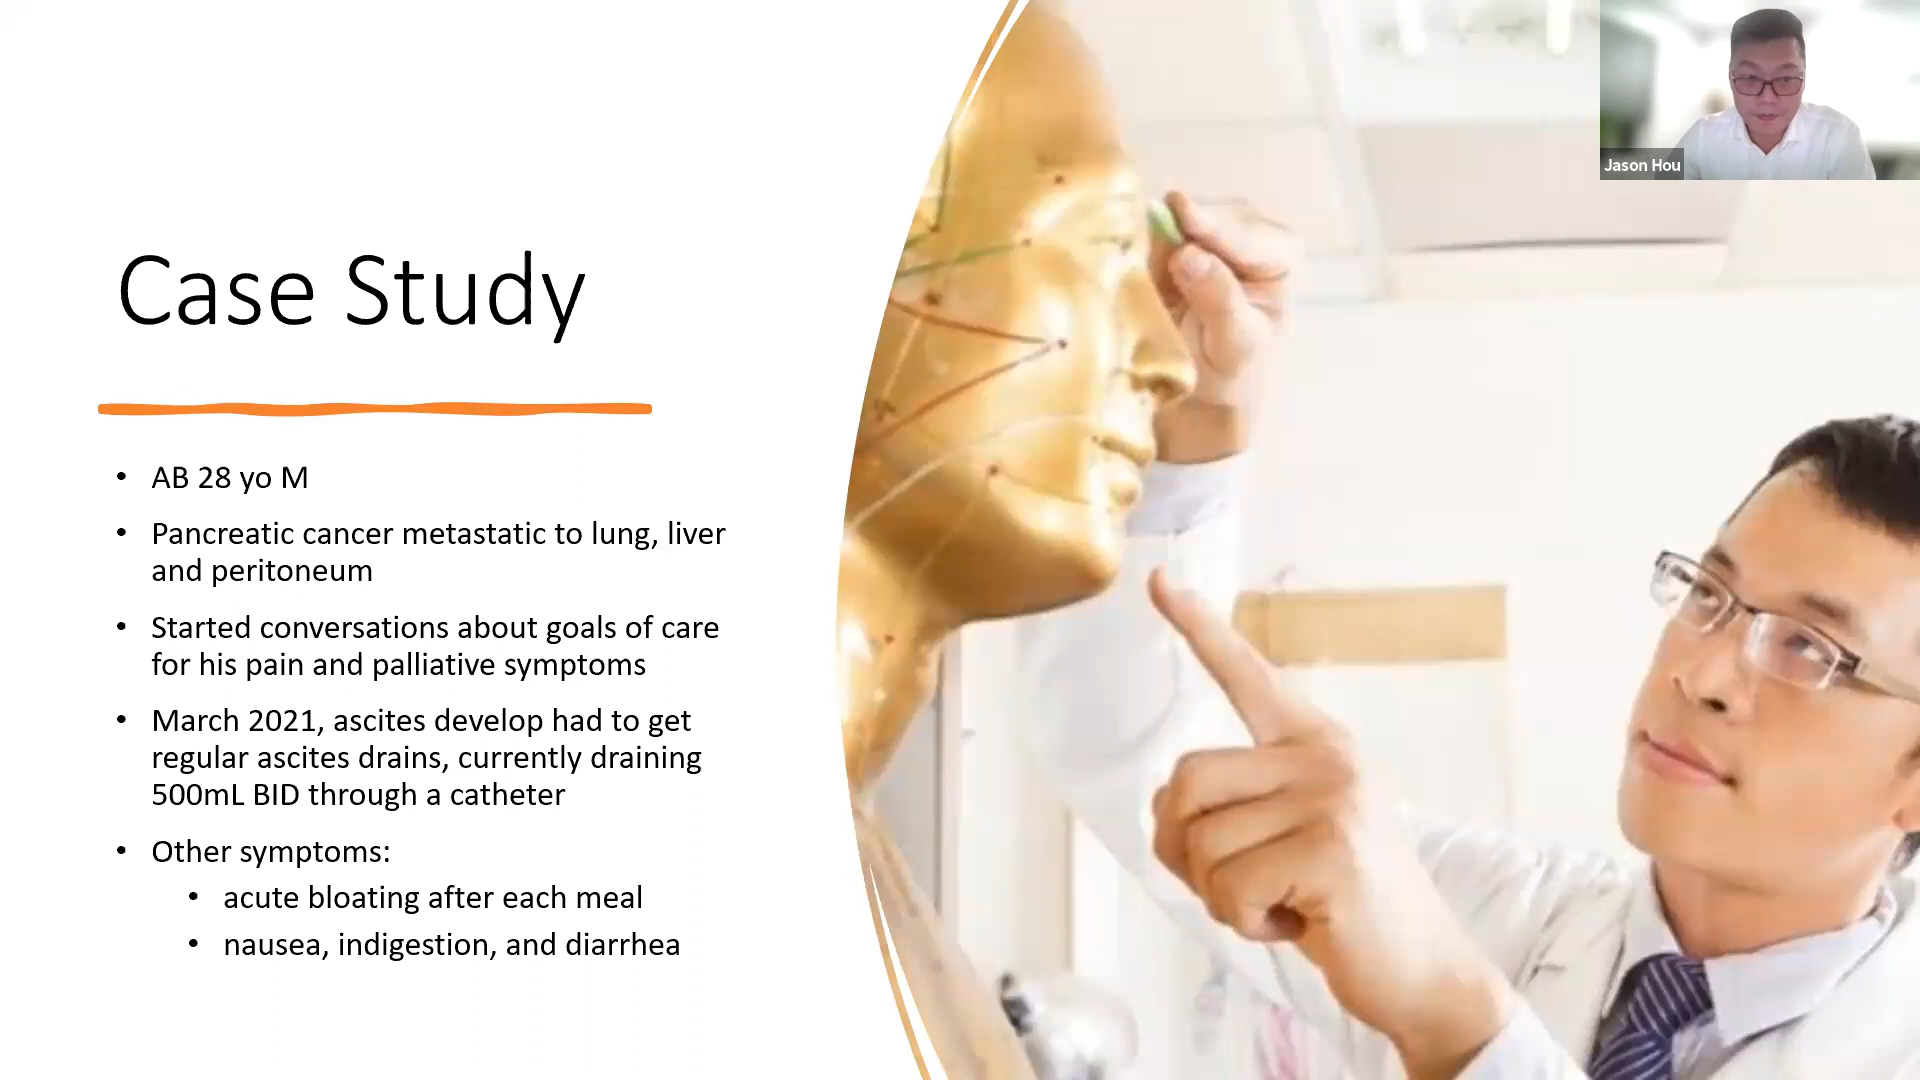 Jason Hou
Case Study
• AB 28 yo M
• Pancreatic cancer metastatic to lung, liver
and peritoneum
• Started conversations about goals of care
for his pain and palliative symptoms
• March 2021, ascites develop had to get
regular ascites drains, currently draining
500mL BID through a catheter
• Other symptoms:
• acute bloating after each meal
• nausea, indigestion, and diarrhea